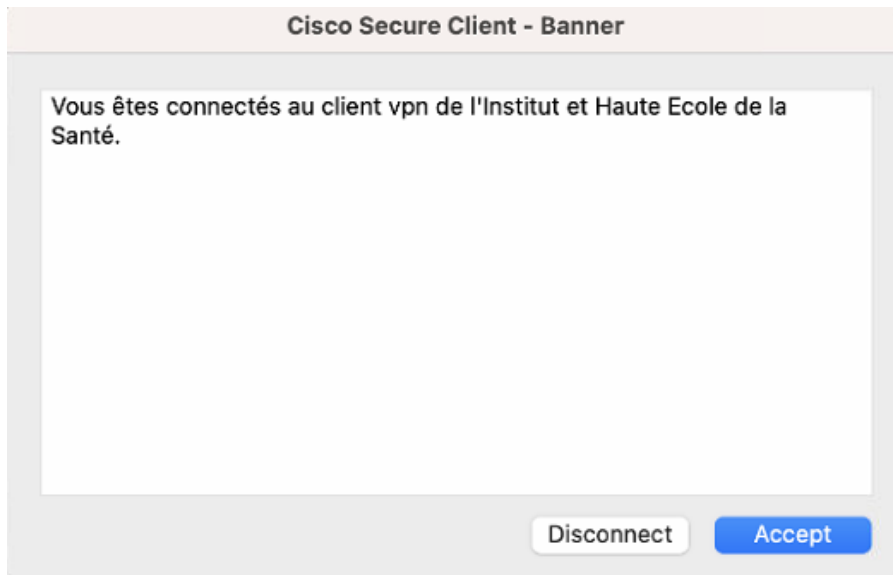 Cisco Secure Client - Banner
Vous êtes connectés au client vpn de l'Institut et Haute Ecole de la
Santé.
Disconnect
Accept